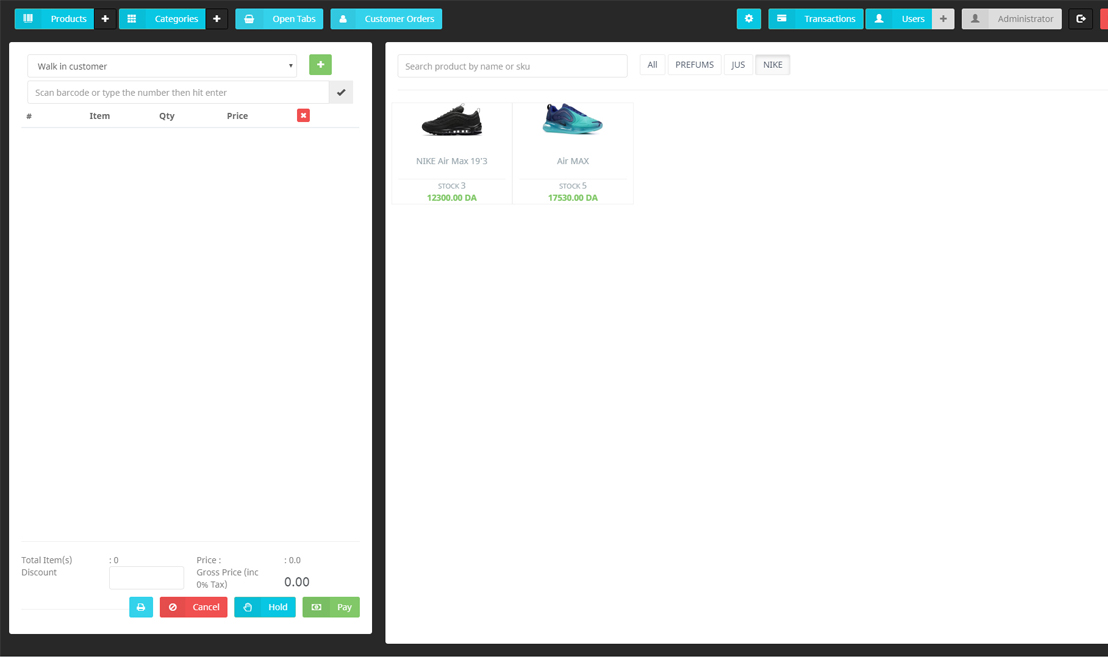 Products + Categories + Open Tabs Customer Orders Transactions Users + Administrator
Walk in customer
+
Scan barcode or type the number then hit enter
# Item Qty Price
Search product by name or sku
All PREFUMS JUS NIKE
NIKE Air Max 19'3
STOCK 3
12300.00 DA
Air MAX
STOCK 5
17530.00 DA
Total Item(s) : 0 Price : : 0.0
Discount Gross Price (inc
0% Tax) 0.00
Cancel Hold Pay